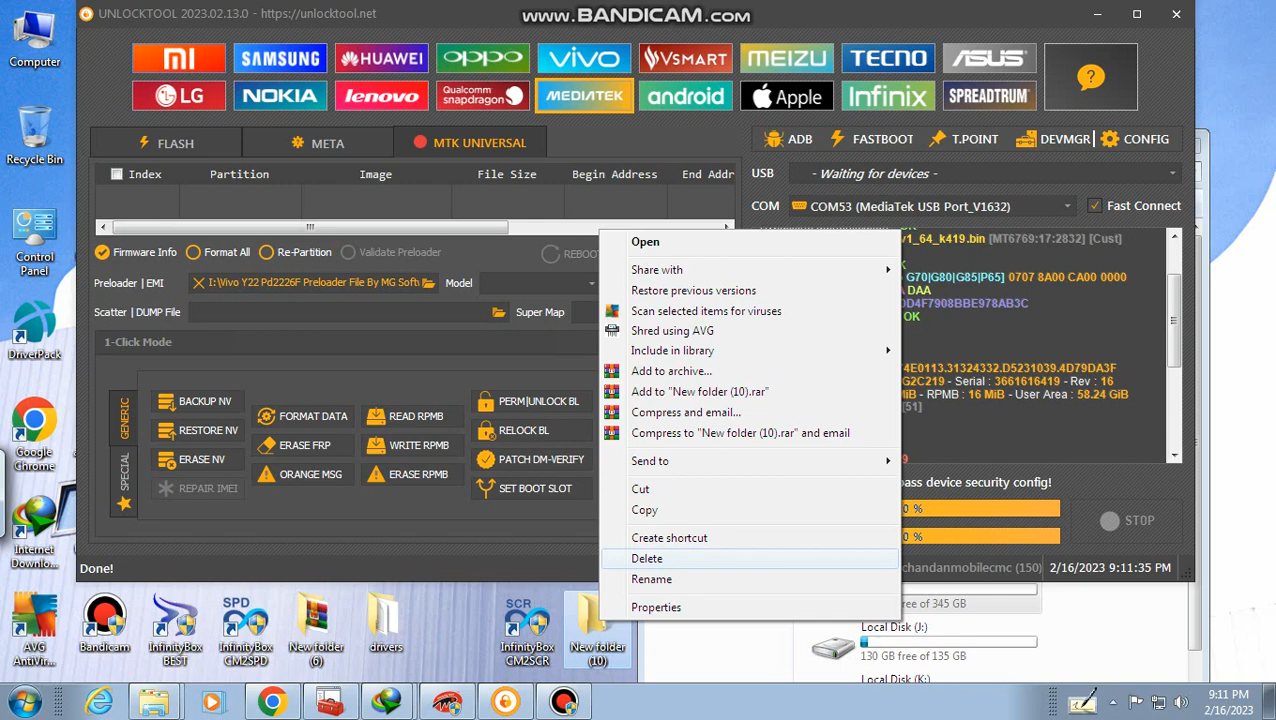 Computer
Recycle Bin
Control
Panel
DriverPack
Google
Chrome
Internet
Downlo...
AVG
AntiVir...
UNLOCKTOOL 2023.02.13.0 - https://unlocktool.net
www.BANDICAM.com
MI
SAMSUNG
HUAWEI
oppo
vivo
VSMART
MEIZU
TECNO
ASUS
LG
NOKIA
lenovo
Qualcomm
snapdragon
MEDIATEK
android
Apple
Infinix
SPREADTRUM
?
FLASH
META
MTK UNIVERSAL
ADB
FASTBOOT
T.POINT
DEVMGR
CONFIG
Index
Partition
Image
File Size
Begin Address
End Addr
USB
- Waiting for devices -
COM
COM53 (MediaTek USB Port_V1632)
Fast Connect
Firmware Info
Format All
Re-Partition
Validate Preloader
REBOO
Preloader | EMI
I:\Vivo Y22 Pd2226F Preloader File By MG Soft
Model
Scatter | DUMP File
Super Map
1-Click Mode
GENERIC
SPECIAL
BACKUP NV
RESTORE NV
ERASE NV
REPAIR IMEI
FORMAT DATA
ERASE FRP
ORANGE MSG
READ RPMB
WRITE RPMB
ERASE RPMB
PERM|UNLOCK BL
RELOCK BL
PATCH DM-VERIFY
SET BOOT SLOT
Open
Share with
Restore previous versions
Scan selected items for viruses
Shred using AVG
Include in library
Add to archive...
Add to "New folder (10).rar"
Compress and email...
Compress to "New folder (10).rar" and email
Send to
Cut
Copy
Create shortcut
Delete
Rename
Properties
v1_64_k419.bin [MT6769:17:2832] [Cust]
K
G70|G80|G85|P65] 0707 8A00 CA00 0000
DAA
0D4F7908BBE978AB3C
OK
4E0113.31324332.D5231039.4D79DA3F
G2C219 - Serial : 3661616419 - Rev : 16
MiB - RPMB : 16 MiB - User Area : 58.24 GiB
[51]
9
pass device security config!
0 %
0 %
STOP
Done!
chandanmobilecmc (150)
2/16/2023 9:11:35 PM
Bandicam
InfinityBox
BEST
SPD
InfinityBox
CM2SPD
New folder
(6)
drivers
SCR
InfinityBox
CM2SCR
New folder
(10)
free of 345 GB
Local Disk (J:)
130 GB free of 135 GB
Local Disk (K:)
9:11 PM
2/16/2023